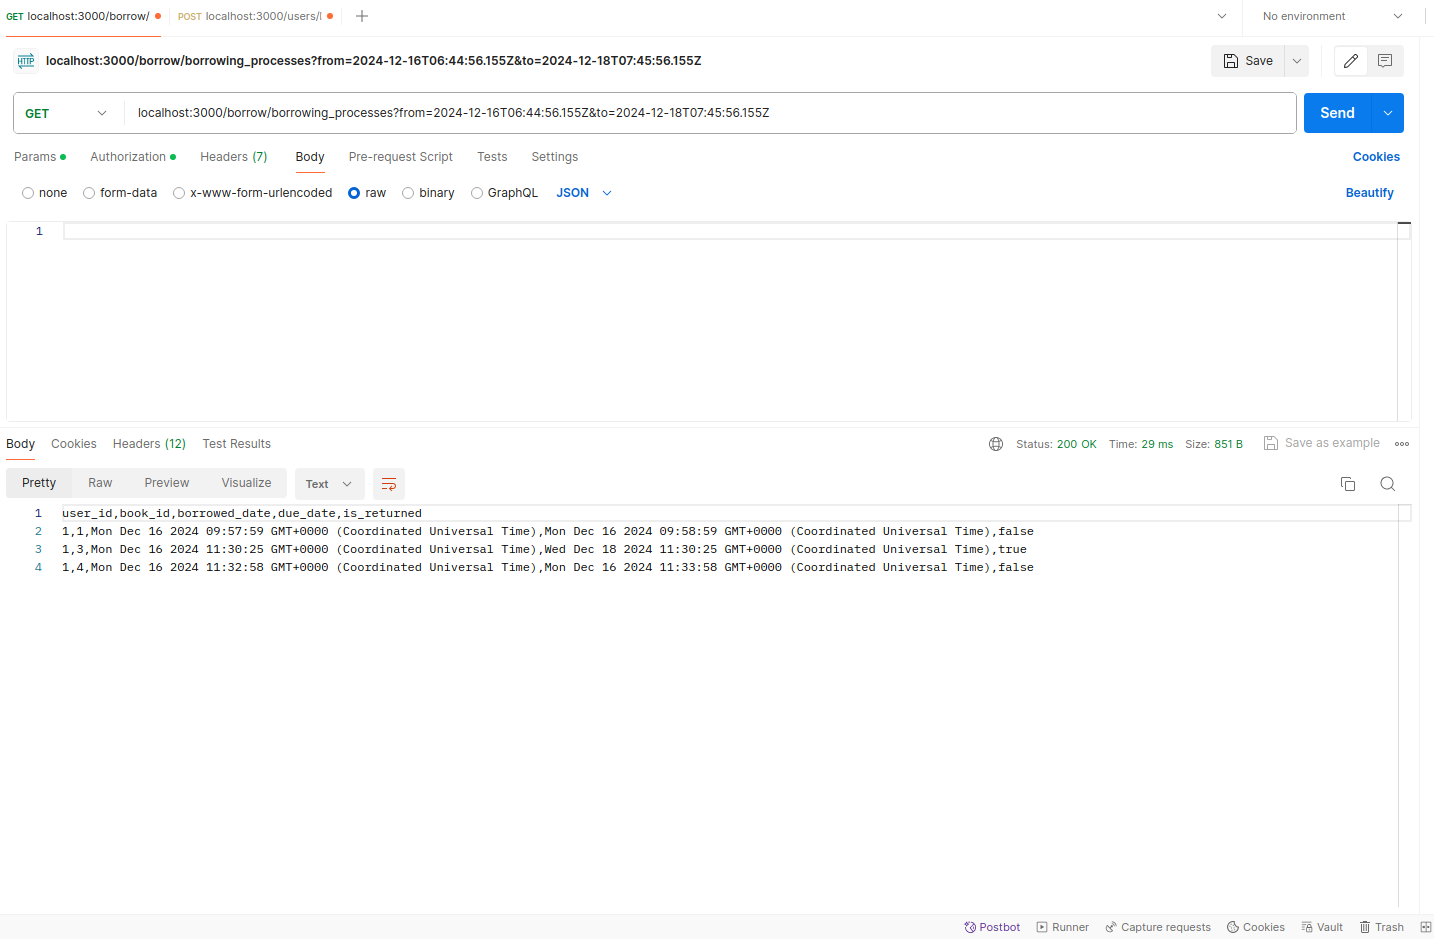 GET localhost:3000/borrow/
POST localhost:3000/users/l
No environment
HTTP
localhost:3000/borrow/borrowing_processes?from=2024-12-16T06:44:56.155Z&to=2024-12-18T07:45:56.155Z
Save
GET
localhost:3000/borrow/borrowing_processes?from=2024-12-16T06:44:56.155Z&to=2024-12-18T07:45:56.155Z
Send
Params Authorization Headers (7) Body Pre-request Script Tests Settings Cookies
none form-data x-www-form-urlencoded raw binary GraphQL JSON Beautify
1
Body Cookies Headers (12) Test Results Status: 200 OK Time: 29 ms Size: 851 B Save as example
Pretty Raw Preview Visualize Text
1 user_id,book_id,borrowed_date,due_date,is_returned
2 1,1,Mon Dec 16 2024 09:57:59 GMT+0000 (Coordinated Universal Time),Mon Dec 16 2024 09:58:59 GMT+0000 (Coordinated Universal Time),false
3 1,3,Mon Dec 16 2024 11:30:25 GMT+0000 (Coordinated Universal Time),Wed Dec 18 2024 11:30:25 GMT+0000 (Coordinated Universal Time),true
4 1,4,Mon Dec 16 2024 11:32:58 GMT+0000 (Coordinated Universal Time),Mon Dec 16 2024 11:33:58 GMT+0000 (Coordinated Universal Time),false
Postbot Runner Capture requests Cookies Vault Trash